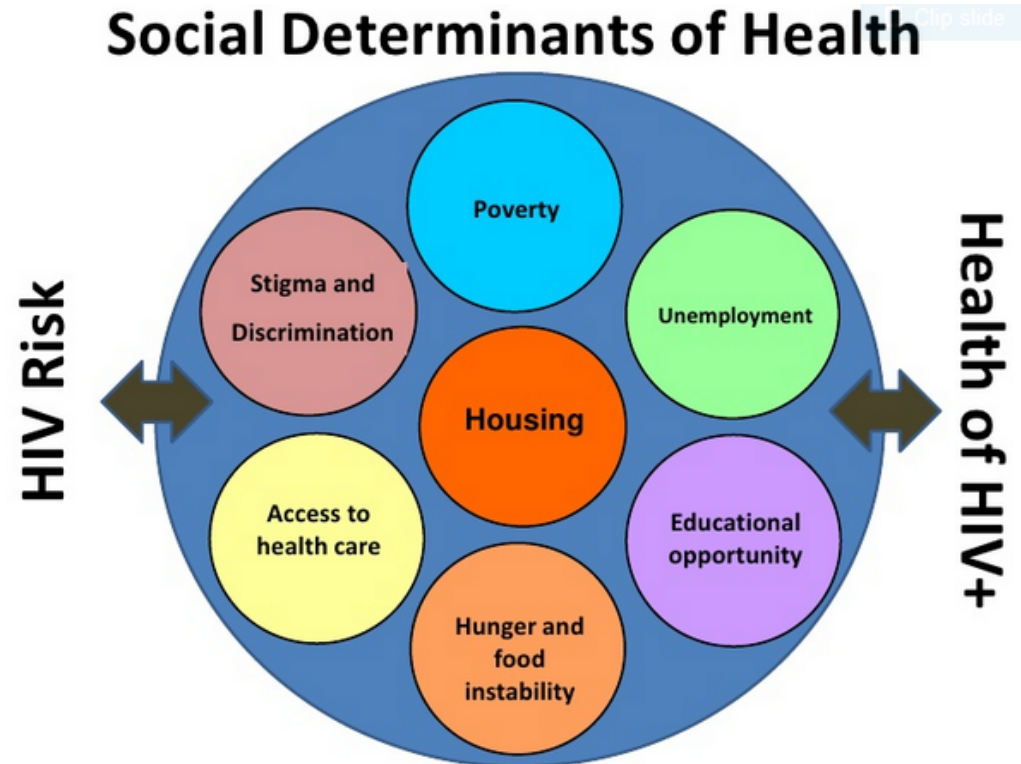 Clip slide
Social Determinants of Health
Poverty
Stigma and
Discrimination
Unemployment
Housing
Access to
health care
Educational
opportunity
Hunger and
food
instability
HIV Risk
Health of HIV+